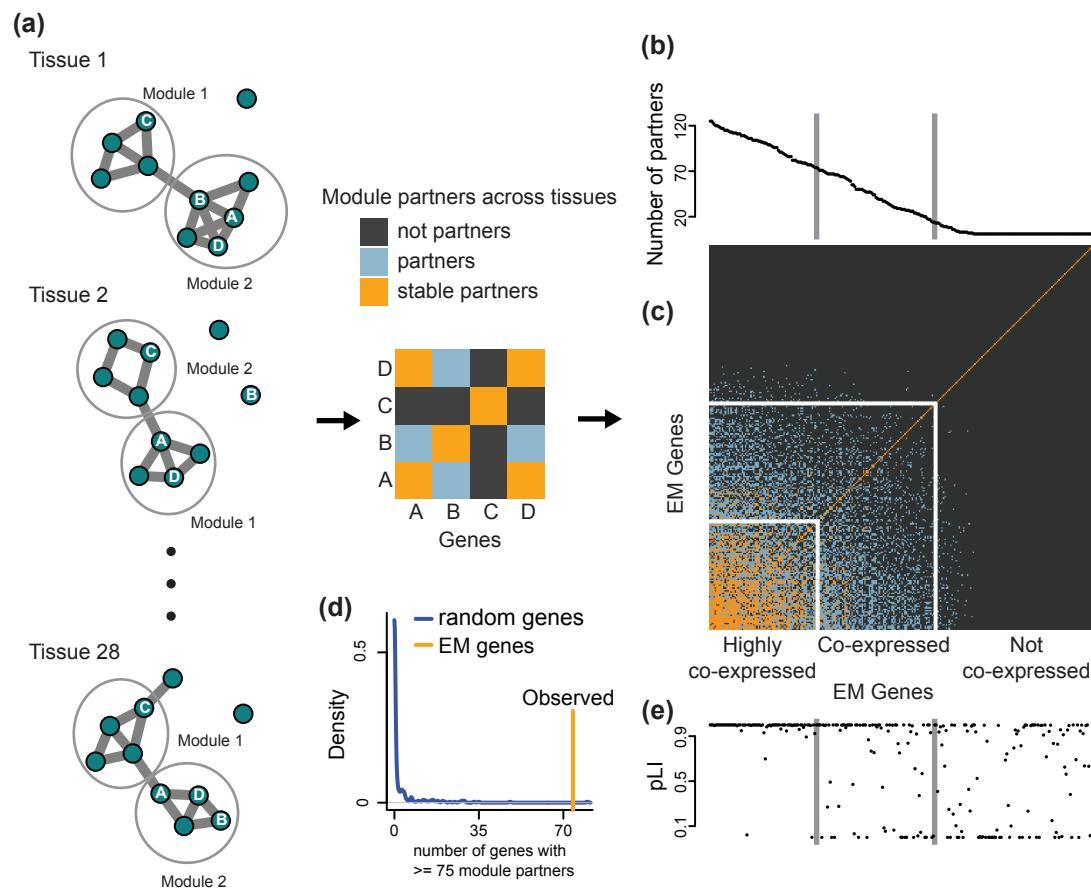 (a)
Tissue 1
Module 1
C
B
A
D
Module 2
Tissue 2
C
Module 2
B
A
D
Module 1
Tissue 28
C
Module 1
A
D
B
Module 2
Module partners across tissues
not partners
partners
stable partners
D
C
B
A
A B C D
Genes
(b)
Number of partners
120
70
20
(c)
EM Genes
Highly co-expressed
Co-expressed
Not co-expressed
EM Genes
(d)
random genes
EM genes
Observed
Density
0.5
0
0 35 70
number of genes with
>= 75 module partners
(e)
pLI
0.9
0.5
0.1